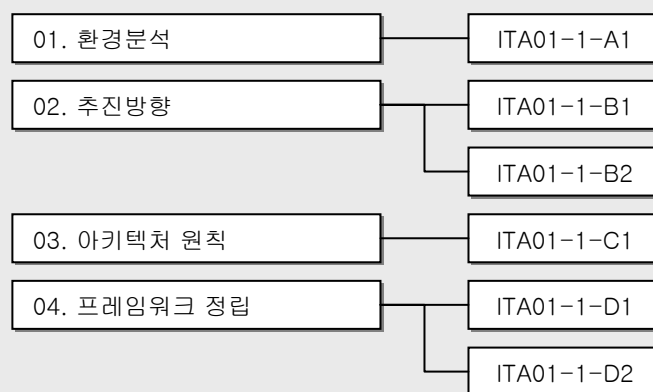 01. 환경분석
ITA01-1-A1
02. 추진방향
ITA01-1-B1
ITA01-1-B2
03. 아키텍처 원칙
ITA01-1-C1
04. 프레임워크 정립
ITA01-1-D1
ITA01-1-D2